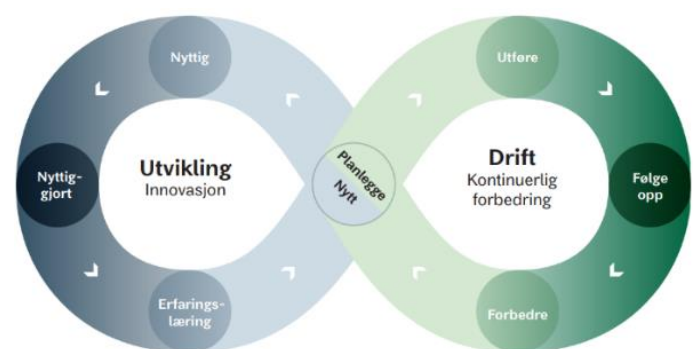 Nyttig
Utføre
Nyttig-
gjort
Utvikling
Innovasjon
Planlegge
Nytt
Drift
Kontinuerlig
forbedring
Følge
opp
Erfarings-
læring
Forbedre